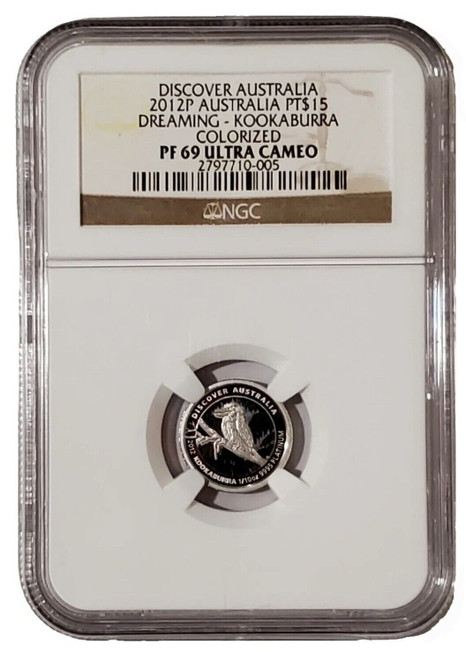 DISCOVER AUSTRALIA
2012P AUSTRALIA PT$15
DREAMING - KOOKABURRA
COLORIZED
PF 69 ULTRA CAMEO
2797710-005
NGC
DISCOVER AUSTRALIA
2012 KOOKABURRA 1/10oz 9995 PLATINUM